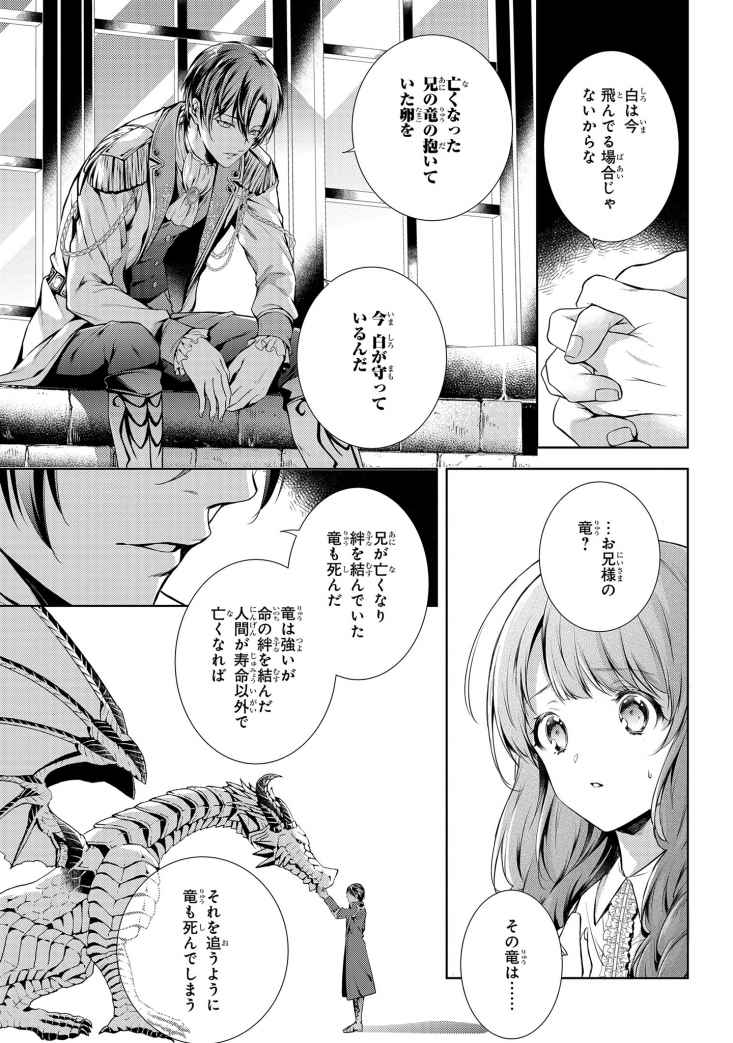 白は今
飛んでる場合じゃ
ないからな
亡くなった
兄の竜の抱いて
いた卵を
今 白が守って
いるんだ
…お兄様の
竜?
その竜は……
兄が亡くなり
絆を結んでいた
竜も死んだ
竜は強いが
命の絆を結んだ
人間が寿命以外で
亡くなれば
それを追うように
竜も死んでしまう